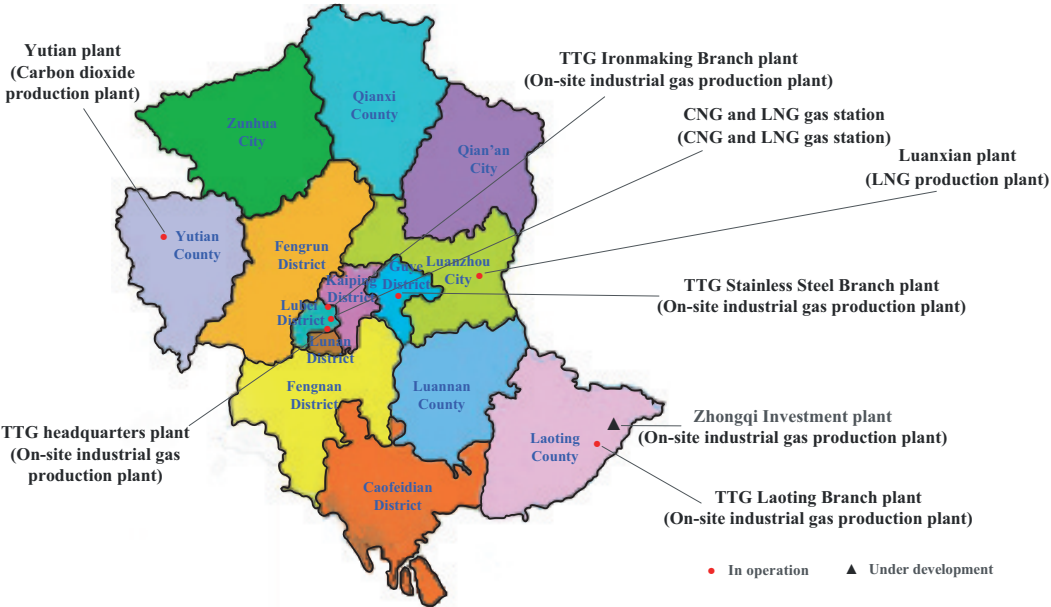 Yutian plant
(Carbon dioxide
production plant)
TTG Ironmaking Branch plant
(On-site industrial gas production plant)
CNG and LNG gas station
(CNG and LNG gas station)
Luanxian plant
(LNG production plant)
Qianxi
County
Zunhua
City
Qian'an
City
Yutian
County
Fengrun
District
Guye
District
Luanzhou
City
Kaiping
District
Lubei
District
Lunan
District
TTG Stainless Steel Branch plant
(On-site industrial gas production plant)
Fengnan
District
Luannan
County
TTG headquarters plant
(On-site industrial gas
production plant)
Laoting
County
Zhongqi Investment plant
(On-site industrial gas production plant)
Caofeidian
District
TTG Laoting Branch plant
(On-site industrial gas production plant)
In operation
Under development